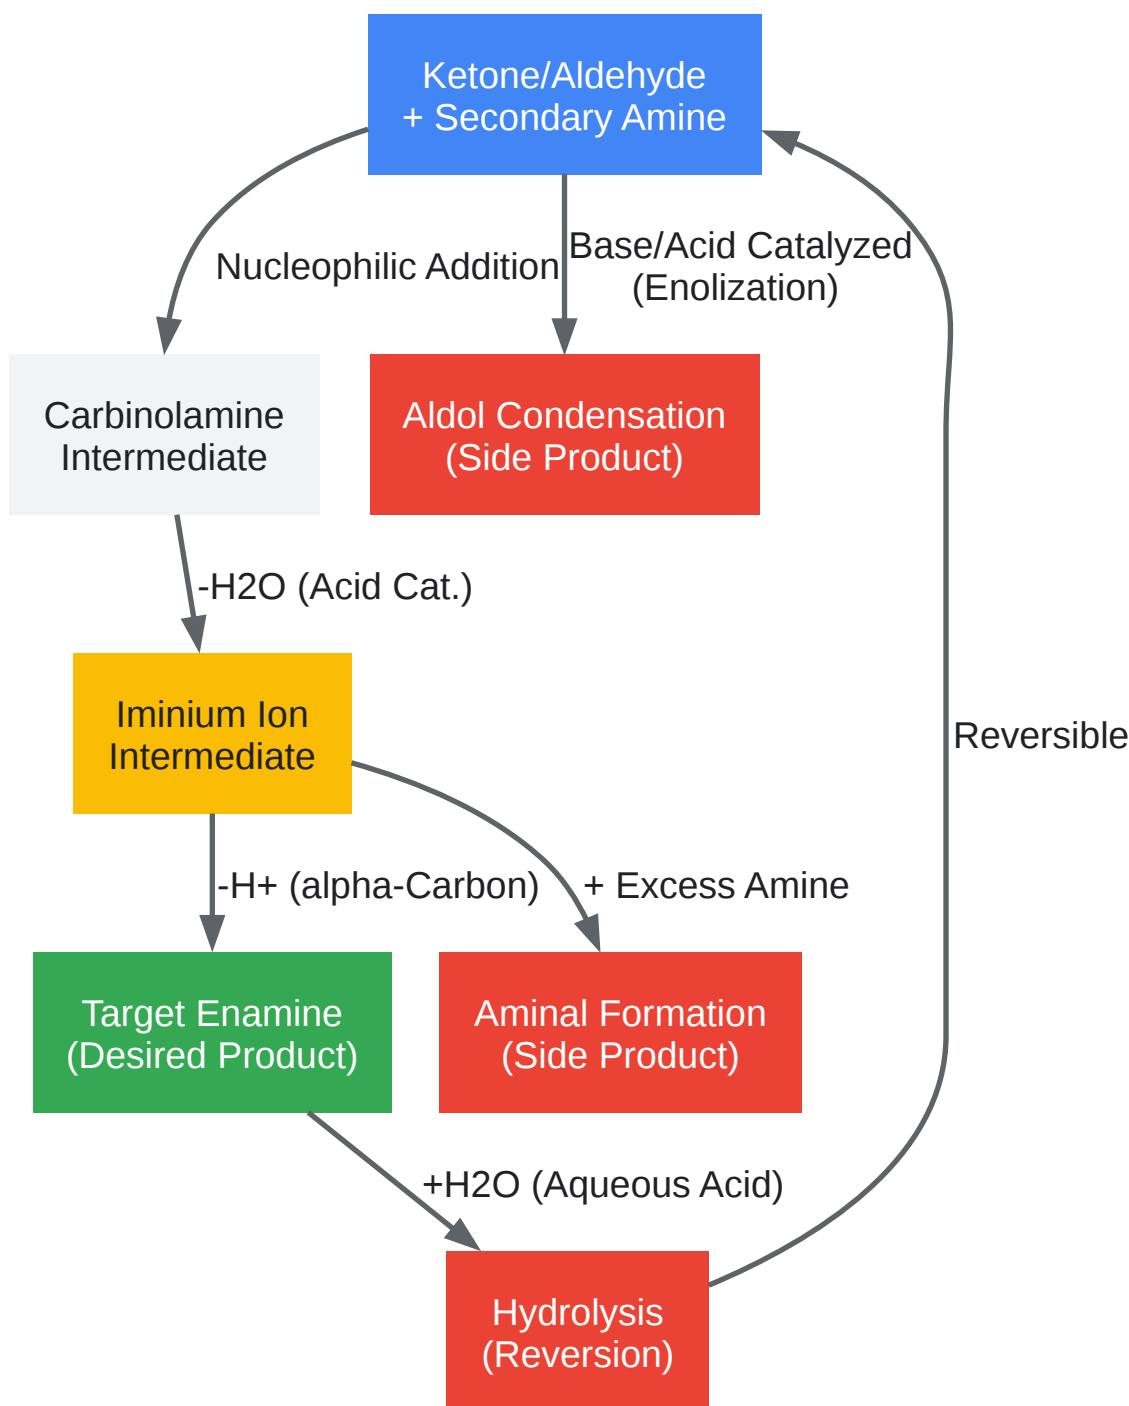 Ketone/Aldehyde
+ Secondary Amine
Nucleophilic Addition
Base/Acid Catalyzed
(Enolization)
Carbinolamine
Intermediate
Aldol Condensation
(Side Product)
-H2O (Acid Cat.)
Iminium Ion
Intermediate
Reversible
-H+ (alpha-Carbon)
+ Excess Amine
Target Enamine
(Desired Product)
Aminal Formation
(Side Product)
+H2O (Aqueous Acid)
Hydrolysis
(Reversion)